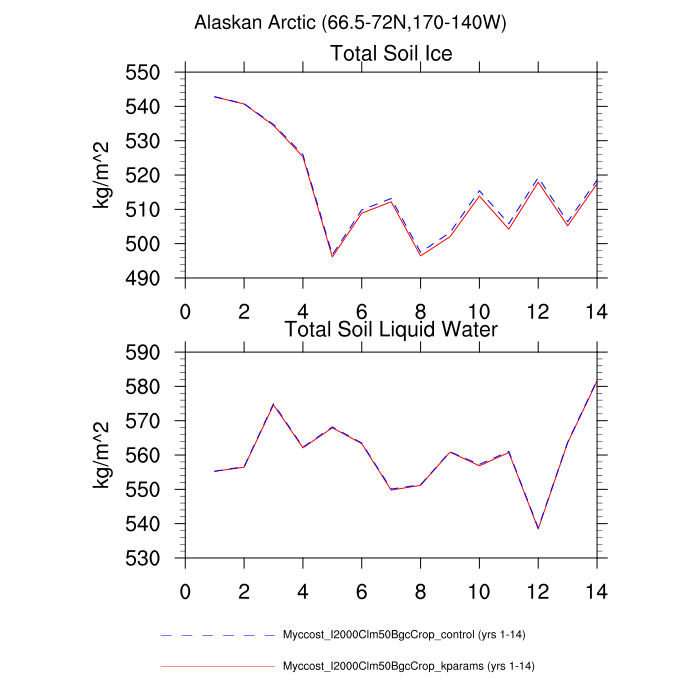 Alaskan Arctic (66.5-72N,170-140W)
Total Soil Ice
550
540
530
520
510
500
490
kg/m^2
0 2 4 6 8 10 12 14
Total Soil Liquid Water
590
580
570
560
550
540
530
kg/m^2
0 2 4 6 8 10 12 14
Myccost_I2000Clm50BgcCrop_control (yrs 1-14)
Myccost_I2000Clm50BgcCrop_kparams (yrs 1-14)